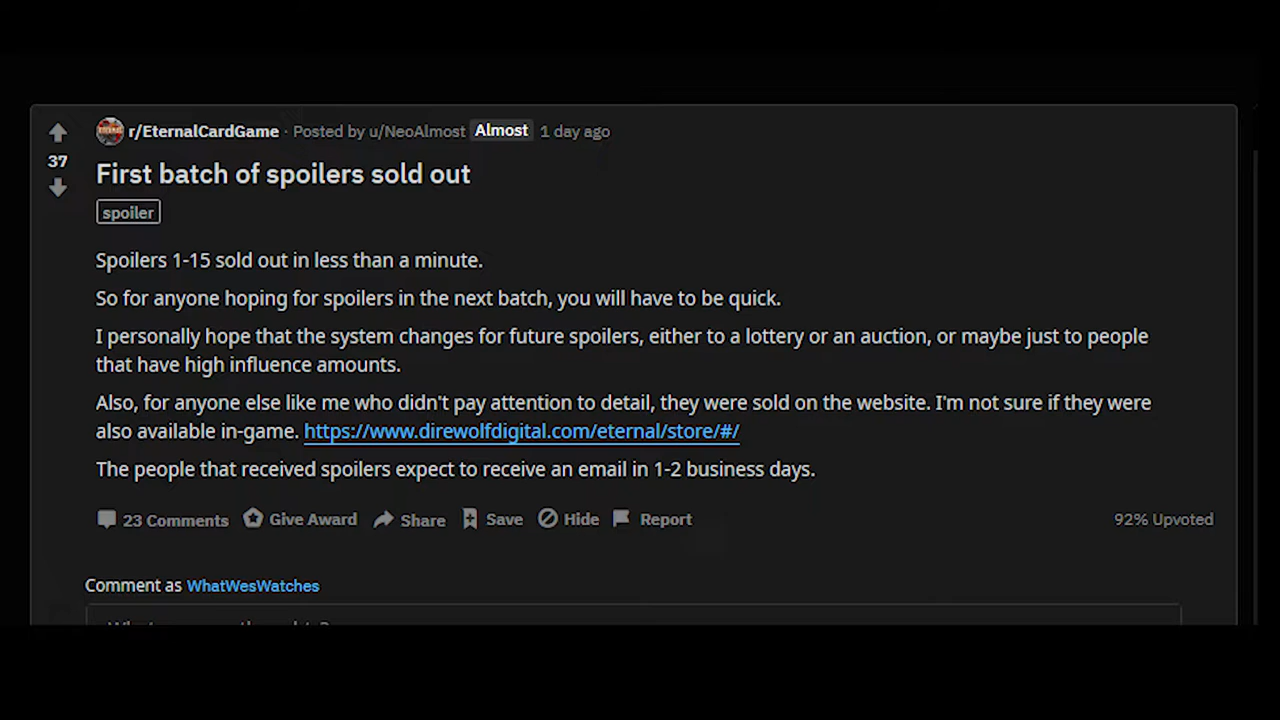 r/EternalCardGame · Posted by u/NeoAlmost Almost 1 day ago
37
First batch of spoilers sold out
spoiler
Spoilers 1-15 sold out in less than a minute.
So for anyone hoping for spoilers in the next batch, you will have to be quick.
I personally hope that the system changes for future spoilers, either to a lottery or an auction, or maybe just to people
that have high influence amounts.
Also, for anyone else like me who didn't pay attention to detail, they were sold on the website. I'm not sure if they were
also available in-game. https://www.direwolfdigital.com/eternal/store/#/
The people that received spoilers expect to receive an email in 1-2 business days.
23 Comments Give Award Share Save Hide Report 92% Upvoted
Comment as WhatWesWatches